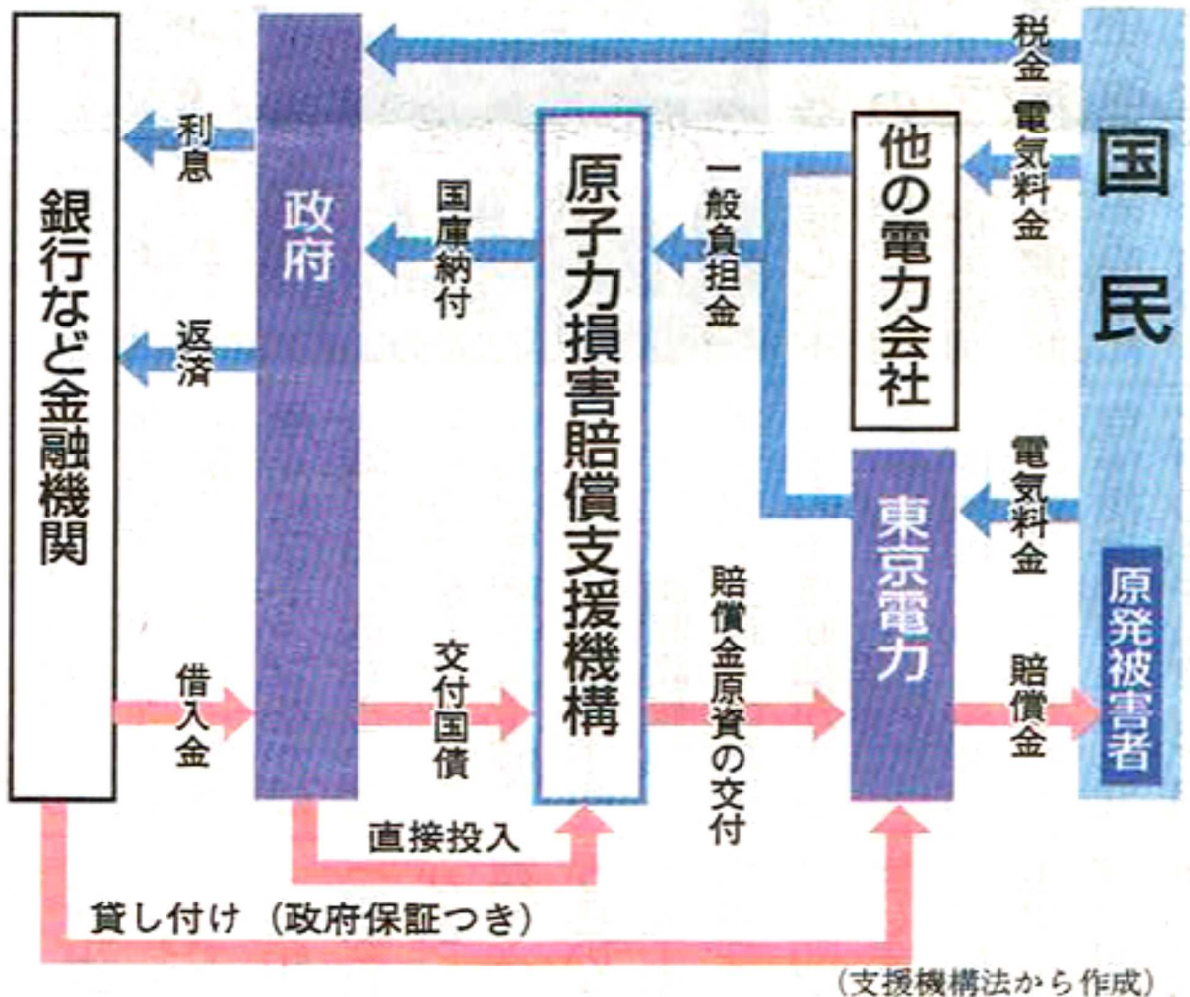 銀行など金融機関
利息
返済
借入金
政府
国庫納付
交付国債
直接投入
貸し付け（政府保証つき）
原子力損害賠償支援機構
一般負担金
賠償金原資の交付
他の電力会社
東京電力
税金
電気料金
電気料金
賠償金
国民
原発被害者
（支援機構法から作成）